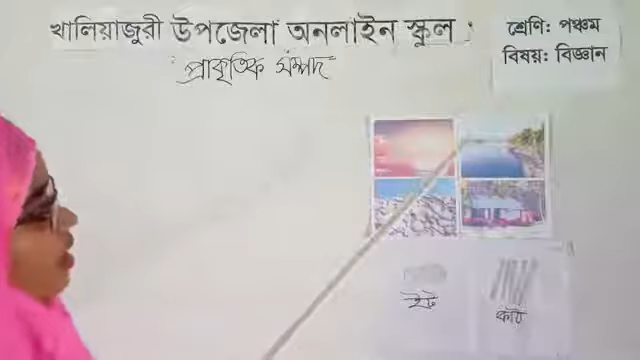 খালিয়াজুরী উপজেলা অনলাইন স্কুল :
শ্রেণি: পঞ্চম
বিষয়: বিজ্ঞান
প্রাকৃতিক সম্পদ
ইট
কাঠ